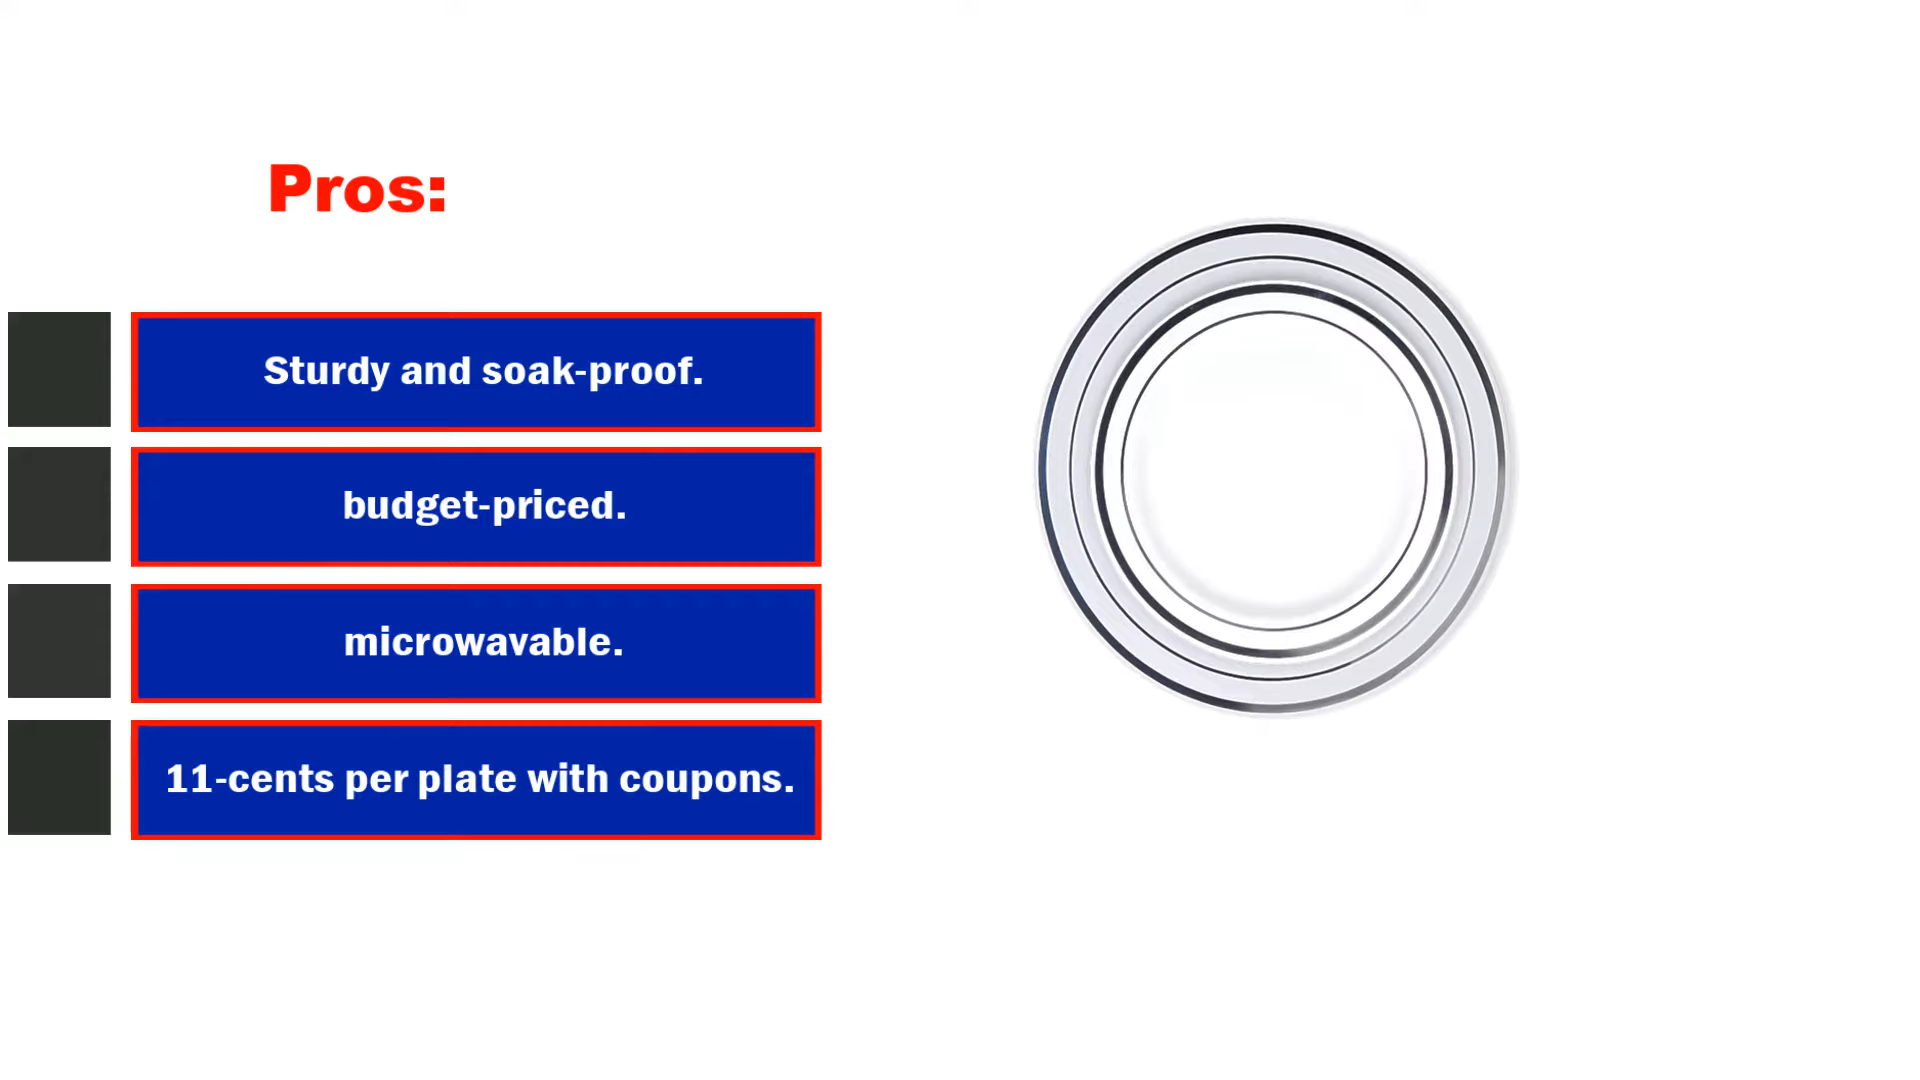 Pros:
Sturdy and soak-proof.
budget-priced.
microwavable.
11-cents per plate with coupons.